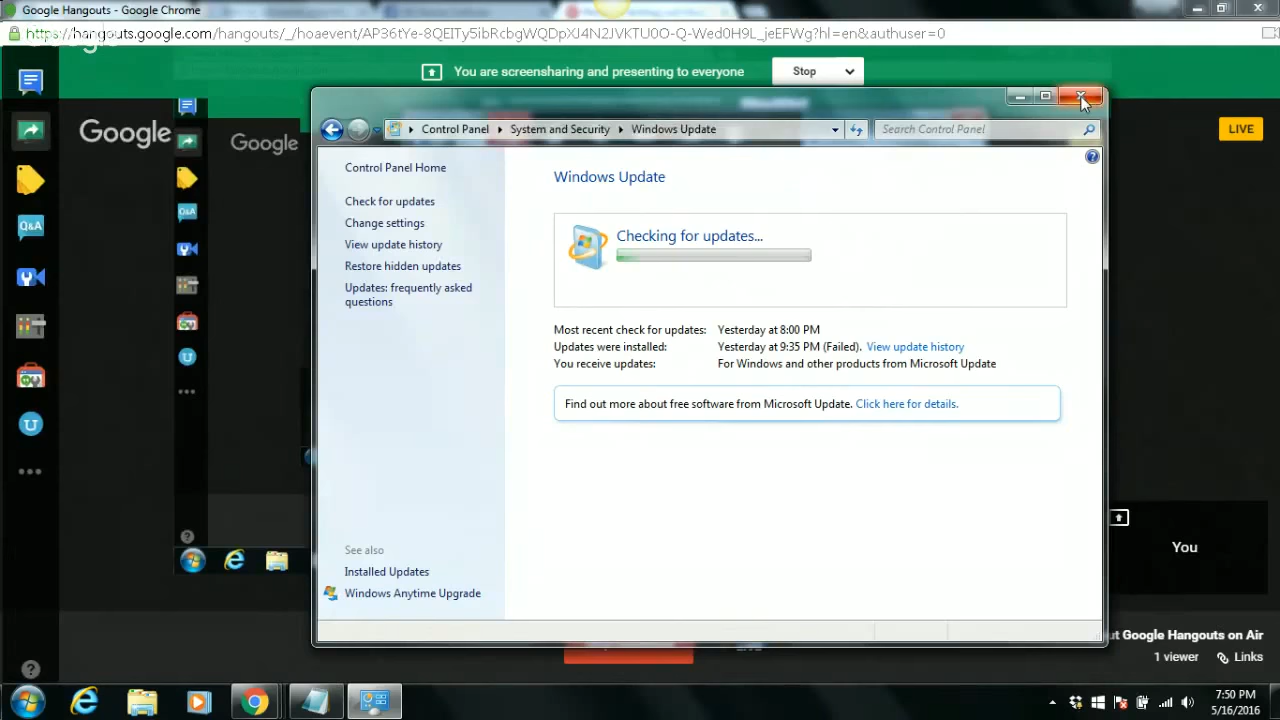 Google Hangouts - Google Chrome
https://hangouts.google.com/hangouts/_/hoaevent/AP36tYe-8QEITy5ibRcbgWQDpZJ4N2JVKTU0O-Q-Wed0H9L_jeEFWg?hl=en&authuser=0
You are screensharing and presenting to everyone
Stop
Google
Google
LIVE
Control Panel
System and Security
Windows Update
Search Control Panel
Control Panel Home
Check for updates
Change settings
View update history
Restore hidden updates
Updates: frequently asked
questions
Windows Update
Checking for updates...
Most recent check for updates: Yesterday at 8:00 PM
Updates were installed: Yesterday at 9:35 PM (Failed). View update history
You receive updates: For Windows and other products from Microsoft Update
Find out more about free software from Microsoft Update. Click here for details.
Q&A
Q&A
See also
Installed Updates
Windows Anytime Upgrade
You
Google Hangouts on Air
1 viewer Links
7:50 PM
5/16/2016